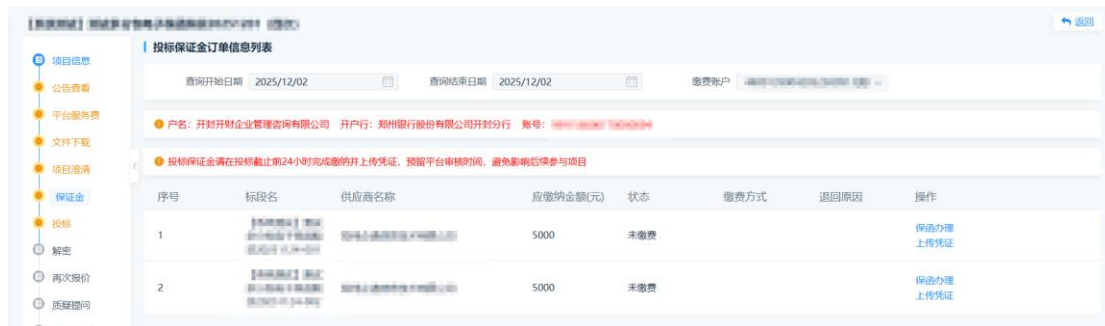 返回
投标保证金订单信息列表
项目信息
公告查看
平台服务费
文件下载
项目澄清
保证金
投标
解密
再次报价
质疑提问
查询开始日期 2025/12/02 查询结束日期 2025/12/02 缴费账户
户名：开封开财企业管理咨询有限公司 开户行：郑州银行股份有限公司开封分行 账号：
投标保证金请在投标截止前24小时完成缴纳并上传凭证，预留平台审核时间，避免影响后续参与项目
序号 标段名 供应商名称 应缴纳金额(元) 状态 缴费方式 退回原因 操作
1 5000 未缴费 保函办理
上传凭证
2 5000 未缴费 保函办理
上传凭证